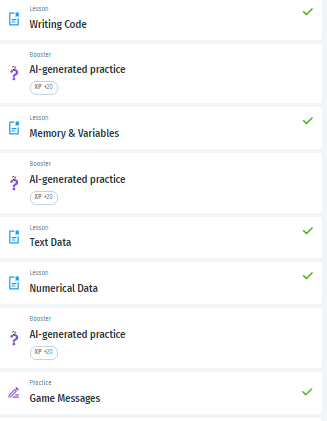 Lesson
Writing Code
Booster
AI-generated practice
XP +20
Lesson
Memory & Variables
Booster
AI-generated practice
XP +20
Lesson
Text Data
Lesson
Numerical Data
Booster
AI-generated practice
XP +20
Practice
Game Messages